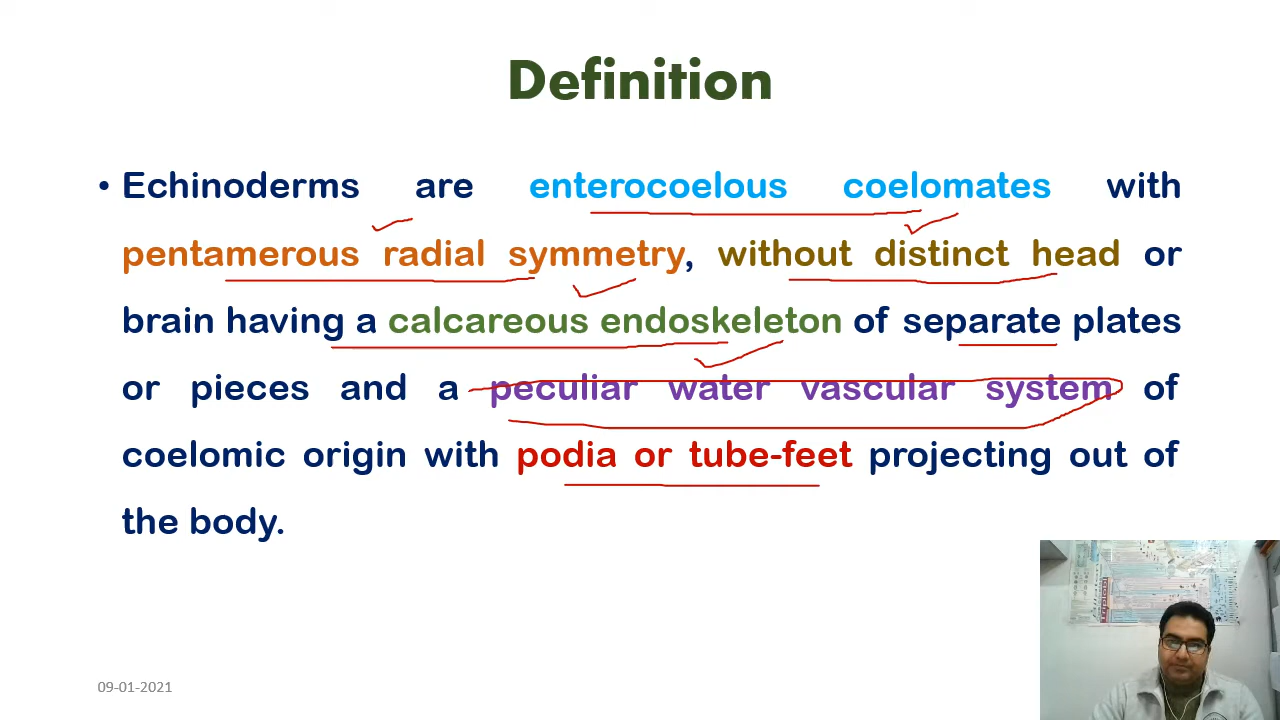 Definition
• Echinoderms are enterocoelous coelomates with
pentamerous radial symmetry, without distinct head or
brain having a calcareous endoskeleton of separate plates
or pieces and a peculiar water vascular system of
coelomic origin with podia or tube-feet projecting out of
the body.
09-01-2021